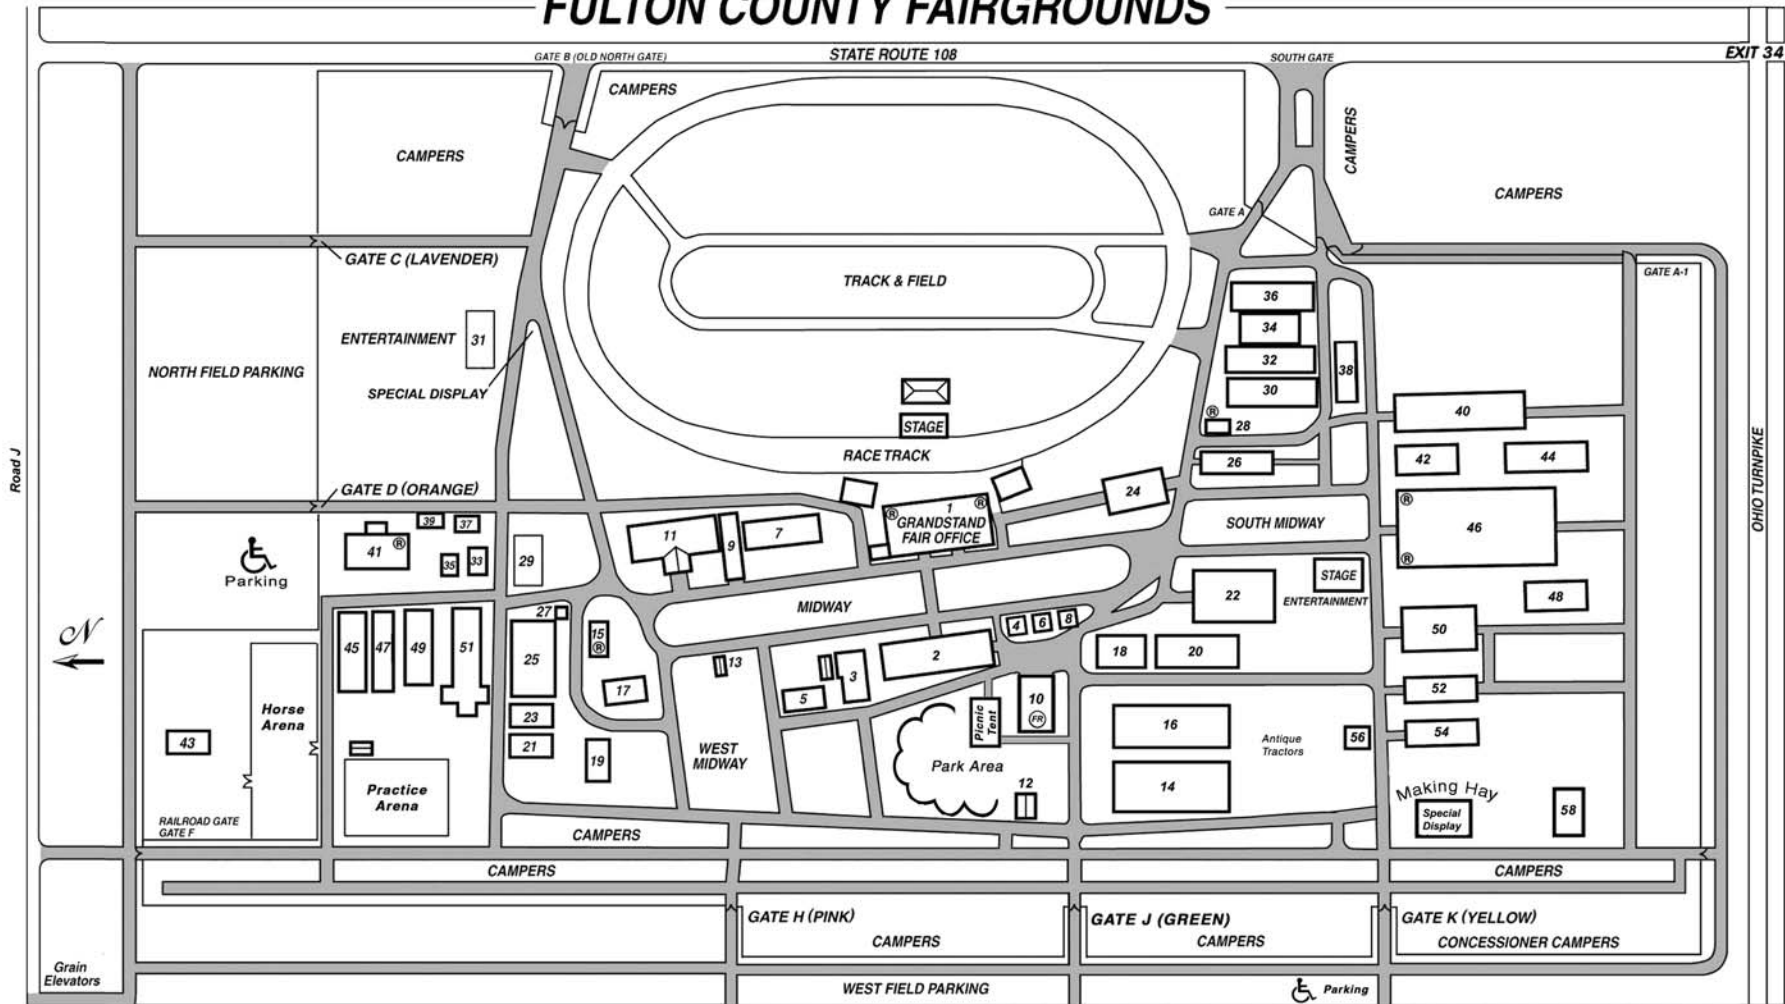 FULTON COUNTY FAIRGROUNDS
GATE B (OLD NORTH GATE)
STATE ROUTE 108
SOUTH GATE
EXIT 34
CAMPERS
CAMPERS
CAMPERS
CAMPERS
GATE A
GATE C (LAVENDER)
GATE A-1
TRACK & FIELD
36
34
ENTERTAINMENT
31
32
38
NORTH FIELD PARKING
SPECIAL DISPLAY
30
40
STAGE
R
28
RACE TRACK
42
44
26
Road J
OHIO TURNPIKE
GATE D (ORANGE)
24
39
37
R
1
R
GRANDSTAND
FAIR OFFICE
SOUTH MIDWAY
R
46
R
41
R
35
33
29
11
9
7
Parking
STAGE
ENTERTAINMENT
22
48
MIDWAY
27
4
6
8
50
N
45
47
49
51
25
15
R
13
2
18
20
17
5
3
10
FR
52
Horse
Arena
43
23
21
19
WEST
MIDWAY
Picnic
Tent
16
Antique
Tractors
56
54
Park Area
12
14
Practice
Arena
Making Hay
Special
Display
58
RAILROAD GATE
GATE F
CAMPERS
CAMPERS
CAMPERS
GATE H (PINK)
GATE J (GREEN)
GATE K (YELLOW)
CAMPERS
CAMPERS
CONCESSIONER CAMPERS
Grain
Elevators
WEST FIELD PARKING
Parking